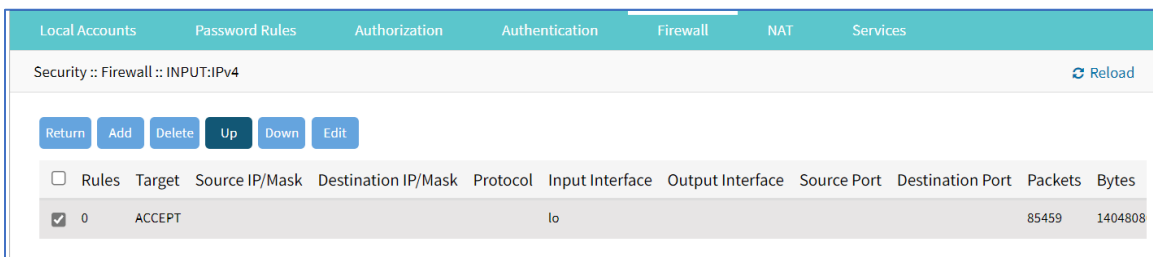 Local Accounts Password Rules Authorization Authentication Firewall NAT Services
Security :: Firewall :: INPUT:IPv4 Reload
Return Add Delete Up Down Edit
Rules Target Source IP/Mask Destination IP/Mask Protocol Input Interface Output Interface Source Port Destination Port Packets Bytes
0 ACCEPT lo 85459 1404808